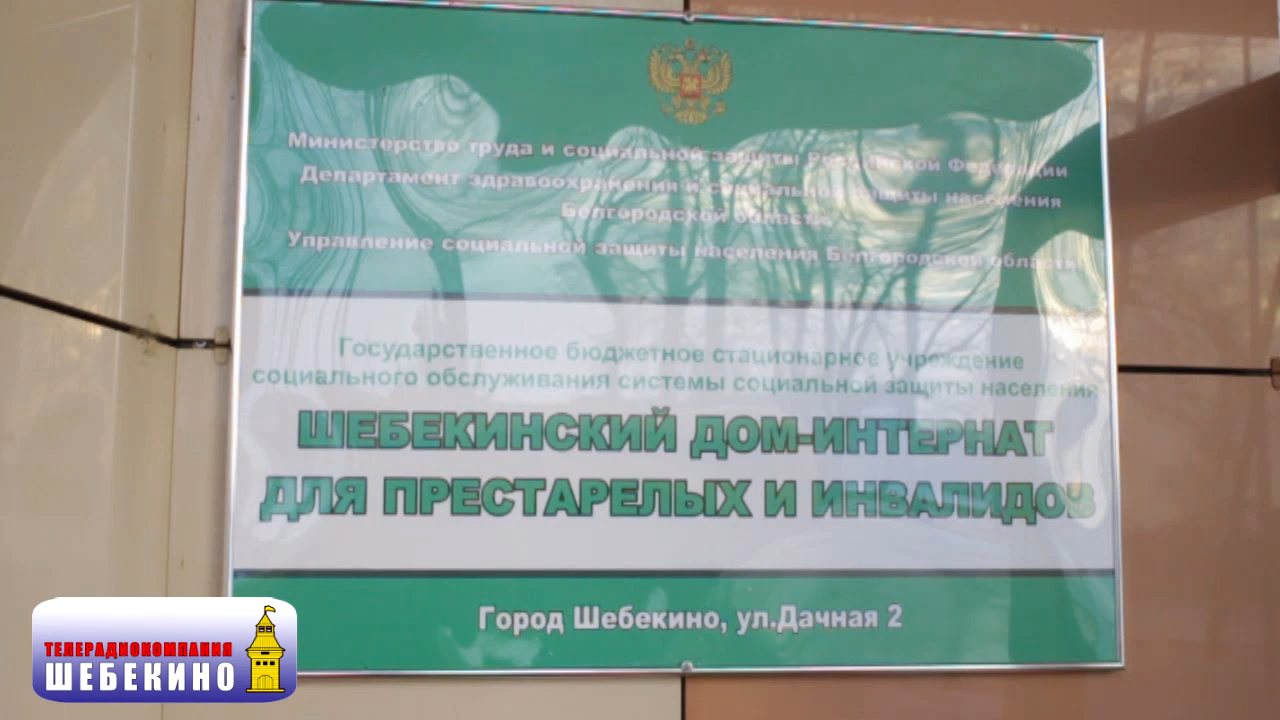 Министерство труда и социальной защиты Российской Федерации
Департамент здравоохранения и социальной защиты населения
Белгородской области
Управление социальной защиты населения Белгородской области
Государственное бюджетное стационарное учреждение
социального обслуживания системы социальной защиты населения
ШЕБЕКИНСКИЙ ДОМ-ИНТЕРНАТ
ДЛЯ ПРЕСТАРЕЛЫХ И ИНВАЛИДОВ
Город Шебекино, ул.Дачная 2
ТЕЛЕРАДИОКОМПАНИЯ
ШЕБЕКИНО